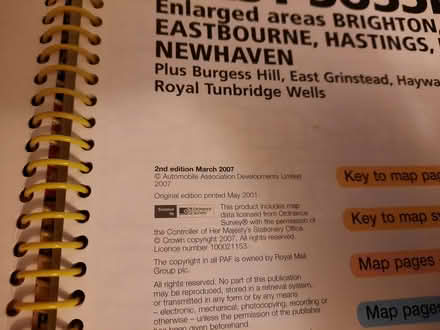 Enlarged areas BRIGHTON,
EASTBOURNE, HASTINGS,
NEWHAVEN
Plus Burgess Hill, East Grinstead, Haywa
Royal Tunbridge Wells
2nd edition March 2007
© Automobile Association Developments Limited
2007
Original edition printed May 2001
This product includes map
data licensed from Ordnance
Survey® with the permission of
the Controller of Her Majesty's Stationery Office.
© Crown copyright 2007. All rights reserved.
Licence number 100021153.
The copyright in all PAF is owned by Royal Mail
Group plc.
All rights reserved. No part of this publication
may be reproduced, stored in a retrieval system,
or transmitted in any form or by any means
– electronic, mechanical, photocopying, recording or
otherwise – unless the permission of the publisher
has been given beforehand
Key to map pag
Key to map s
Map pages
Map pages